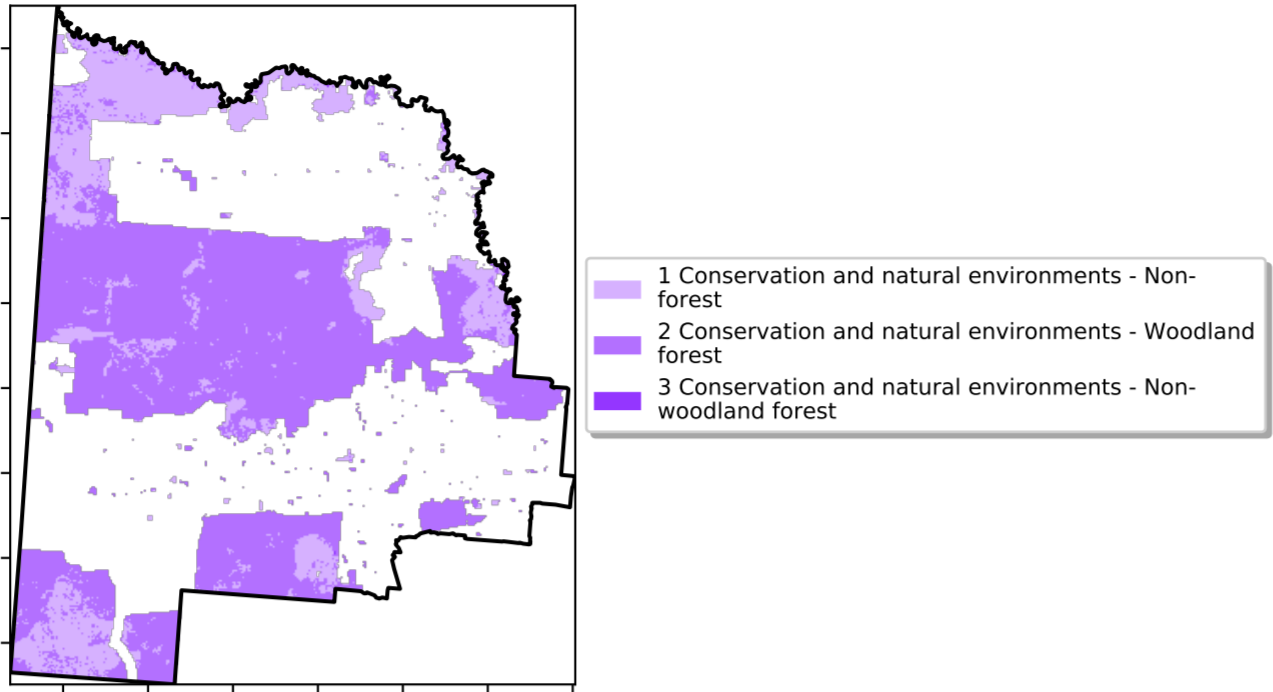 1 Conservation and natural environments - Non-
forest
2 Conservation and natural environments - Woodland
forest
3 Conservation and natural environments - Non-
woodland forest